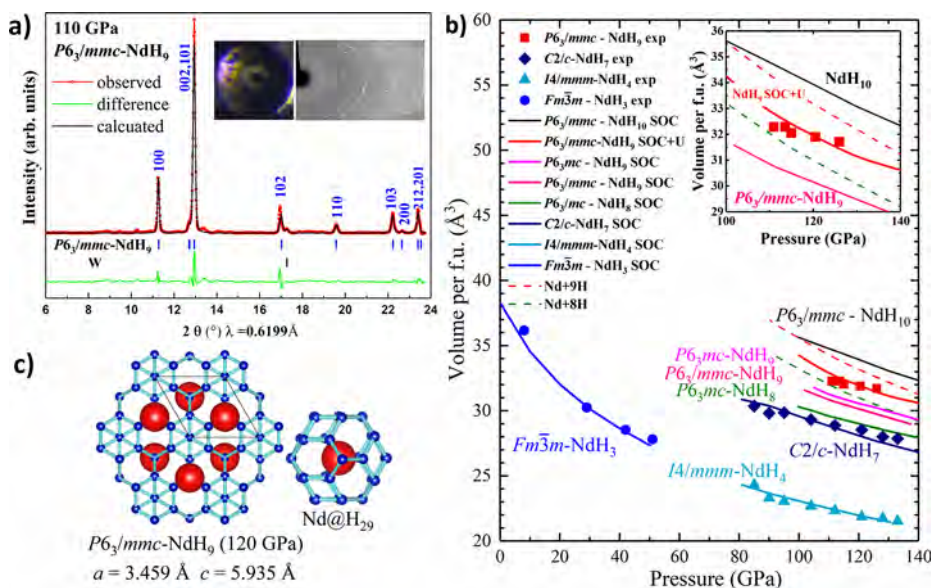 a)
110 GPa
P6₃/mmc-NdH₉
observed
difference
calcuated
Intensity (arb. units)
100
002,101
102
110
103
200
212,201
P6₃/mmc-NdH₉
W
I
6 8 10 12 14 16 18 20 22 24
2 θ (°) λ =0.6199Å
c)
Nd@H₂₉
P6₃/mmc-NdH₉ (120 GPa)
a = 3.459 Å c = 5.935 Å
b)
Volume per f.u. (Å³)
60
55
50
45
40
35
30
25
20
P6₃/mmc-NdH₉ exp
C2/c-NdH₇ exp
I4/mmm-NdH₄ exp
Fm3̅m - NdH₃ exp
P6₃/mmc - NdH₁₀ SOC
P6₃/mmc-NdH₉ SOC+U
P6₃mc - NdH₉ SOC
P6₃/mmc - NdH₉ SOC
P6₃/mc - NdH₈ SOC
C2/c-NdH₇ SOC
I4/mmm-NdH₄ SOC
Fm3̅m - NdH₃ SOC
Nd+9H
Nd+8H
Volume per f.u. (Å³)
36
35
34
33
32
31
30
29
NdH₁₀
NdH₉ SOC+U
P6₃/mmc-NdH₉
100 120 140
Pressure (GPa)
P6₃/mmc - NdH₁₀
P6₃mc-NdH₉
P6₃/mmc-NdH₉
P6₃mc-NdH₈
C2/c-NdH₇
Fm3̅m-NdH₃
I4/mmm-NdH₄
0 20 40 60 80 100 120 140
Pressure (GPa)